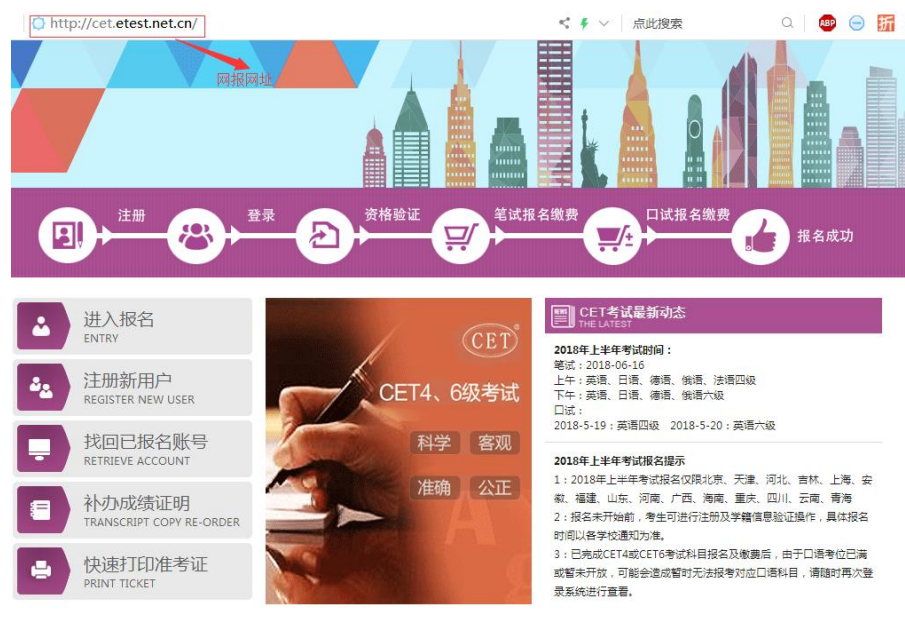 http://cet.etest.net.cn/
点此搜索
ABP
折
网报网址
注册
登录
资格验证
笔试报名缴费
口试报名缴费
报名成功
进入报名
ENTRY
注册新用户
REGISTER NEW USER
找回已报名账号
RETRIEVE ACCOUNT
补办成绩证明
TRANSCRIPT COPY RE-ORDER
快速打印准考证
PRINT TICKET
CET®
CET4、6级考试
科学 客观
准确 公正
A
NEWS
CET考试最新动态
THE LATEST
2018年上半年考试时间：
笔试：2018-06-16
上午：英语、日语、德语、俄语、法语四级
下午：英语、日语、德语、俄语六级
口试：
2018-5-19：英语四级 2018-5-20：英语六级
2018年上半年考试报名提示
1：2018年上半年考试报名仅限北京、天津、河北、吉林、上海、安
徽、福建、山东、河南、广西、海南、重庆、四川、云南、青海
2：报名未开始前，考生可进行注册及学籍信息验证操作，具体报名
时间以各学校通知为准。
3：已完成CET4或CET6考试科目报名及缴费后，由于口语考位已满
或暂未开放，可能会造成暂时无法报考对应口语科目，请随时再次登
录系统进行查看。